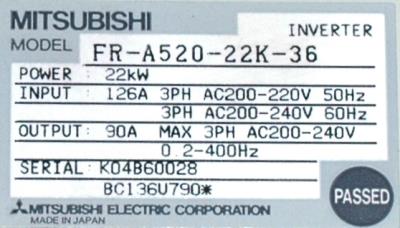 MITSUBISHI
INVERTER
MODEL FR-A520-22K-36
POWER : 22kW
INPUT : 126A 3PH AC200-220V 50Hz
3PH AC200-240V 60Hz
OUTPUT: 90A MAX 3PH AC200-240V
0.2-400Hz
SERIAL: K04B60028
BC136U790*
PASSED
MITSUBISHI ELECTRIC CORPORATION
MADE IN JAPAN